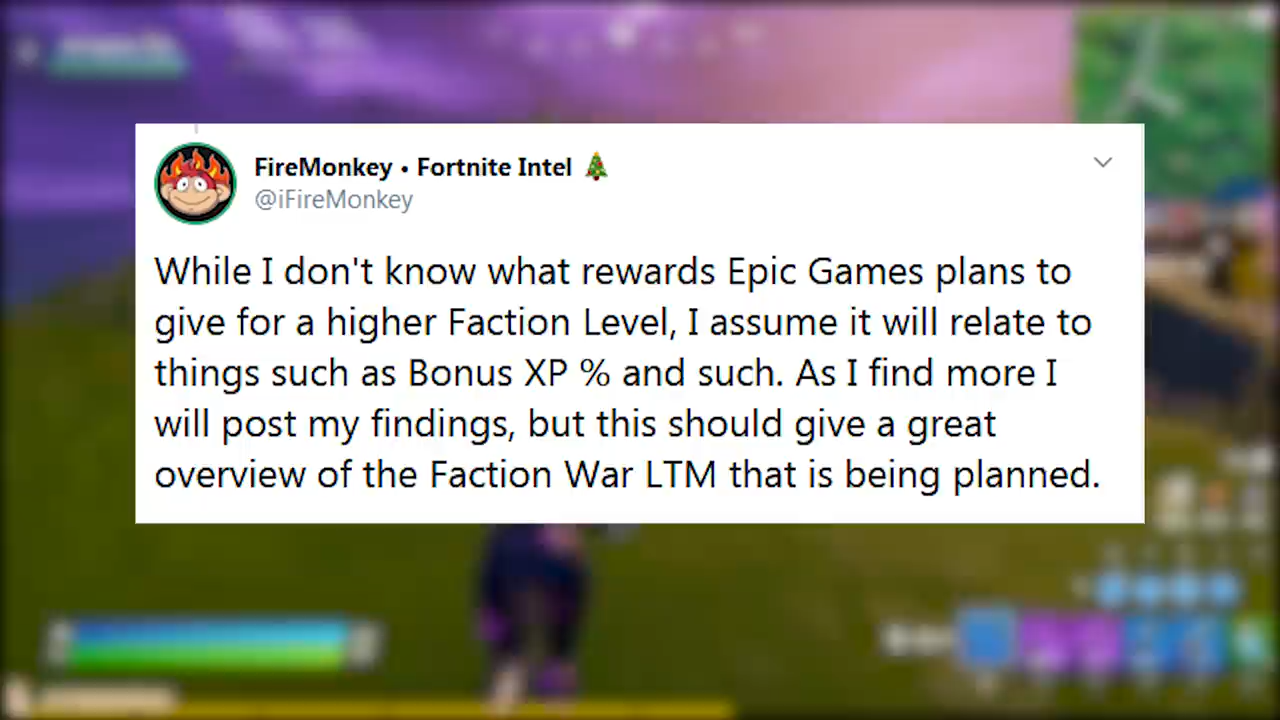 FireMonkey • Fortnite Intel 🎄
@iFireMonkey
While I don't know what rewards Epic Games plans to
give for a higher Faction Level, I assume it will relate to
things such as Bonus XP % and such. As I find more I
will post my findings, but this should give a great
overview of the Faction War LTM that is being planned.